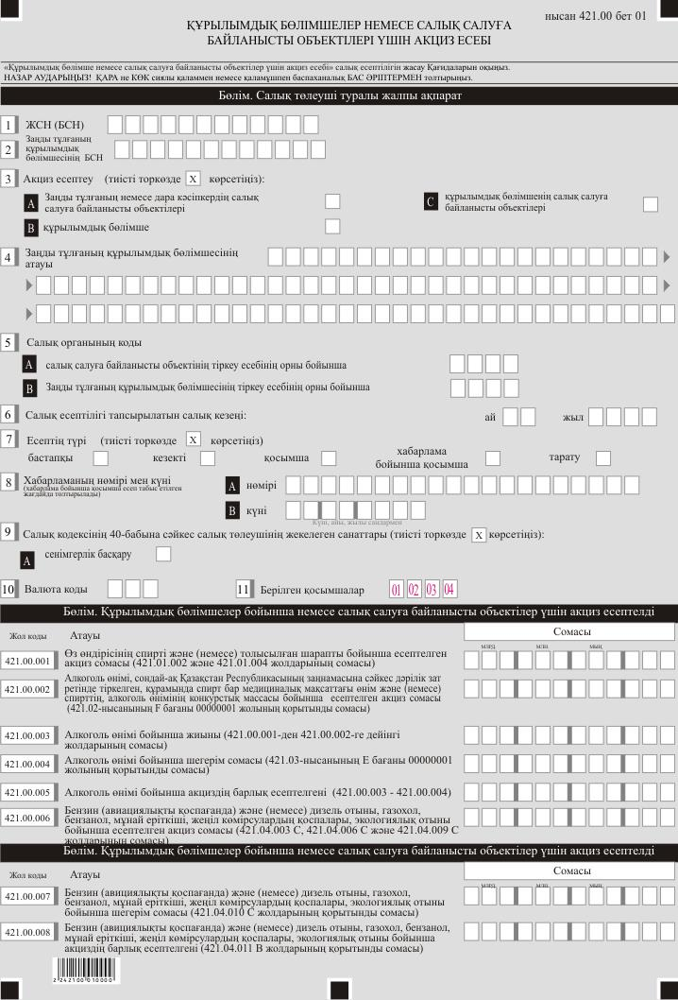 нысан 421.00 бет 01
ҚҰРЫЛЫМДЫҚ БӨЛІМШЕЛЕР НЕМЕСЕ САЛЫҚ САЛУҒА
БАЙЛАНЫСТЫ ОБЪЕКТІЛЕРІ ҮШІН АКЦИЗ ЕСЕБІ
«Құрылымдық бөлімше немесе салық салуға байланысты объектілер үшін акциз есебі» салық есептілігін жасау Қағидаларын оқыңыз.
НАЗАР АУДАРЫҢЫЗ! ҚАРА не КӨК сиялы қаламмен немесе қаламұшпен баспаханалық БАС ӘРІПТЕРМЕН толтырыңыз.
Бөлім. Салық төлеуші туралы жалпы ақпарат
1 ЖСН (БСН)
2 Заңды тұлғаның
құрылымдық
бөлімшесінің БСН
3 Акциз есептеу (тиісті торкөзде X көрсетіңіз):
A Заңды тұлғаның немесе дара кәсіпкердің салық
салуға байланысты объектілері
C құрылымдық бөлімшенің салық салуға
байланысты объектілері
B құрылымдық бөлімше
4 Заңды тұлғаның құрылымдық бөлімшесінің
атауы
5 Салық органының коды
A салық салуға байланысты объектінің тіркеу есебінің орны бойынша
B Заңды тұлғаның құрылымдық бөлімшесінің тіркеу есебінің орны бойынша
6 Салық есептілігі тапсырылатын салық кезеңі: ай жыл
7 Есептің түрі (тиісті торкөзде X көрсетіңіз)
бастапқы кезекті қосымша хабарлама
бойынша қосымша тарату
8 Хабарламаның нөмірі мен күні
(хабарлама бойынша қосымша есеп табыс етілген
жағдайда толтырылады)
A нөмірі
B күні
Күні, айы, жылы сандармен
9 Салық кодексінің 40-бабына сәйкес салық төлеушінің жекелеген санаттары (тиісті торкөзде X көрсетіңіз):
A сенімгерлік басқару
10 Валюта коды 11 Берілген қосымшалар 01 02 03 04
Бөлім. Құрылымдық бөлімшелер бойынша немесе салық салуға байланысты объектілер үшін акциз есептелді
Жол коды Атауы Сомасы
млрд. млн. мың.
421.00.001 Өз өндірісінің спирті және (немесе) толысылған шарапты бойынша есептелген
акциз сомасы (421.01.002 және 421.01.004 жолдарының сомасы)
421.00.002 Алкоголь өнімі, сондай-ақ Қазақстан Республикасының заңнамасына сәйкес дәрілік зат
ретінде тіркелген, құрамында спирт бар медициналық мақсаттағы өнім және (немесе)
спирттің, алкоголь өнімінің конкурстық массасы бойынша есептелген акциз сомасы
(421.02-нысанының F бағаны 00000001 жолының қорытынды сомасы)
421.00.003 Алкоголь өнімі бойынша жиыны (421.00.001-ден 421.00.002-ге дейінгі
жолдарының сомасы)
421.00.004 Алкоголь өнімі бойынша шегерім сомасы (421.03-нысанының E бағаны 00000001
жолының қорытынды сомасы)
421.00.005 Алкоголь өнімі бойынша акциздің барлық есептелгені (421.00.003 - 421.00.004)
421.00.006 Бензин (авиациялықты қоспағанда) және (немесе) дизель отыны, газохол,
бензанол, мұнай еріткіші, жеңіл көмірсулардың қоспалары, экологиялық отыны
бойынша есептелген акциз сомасы (421.04.003 C, 421.04.006 C және 421.04.009 C
жолдарының сомасы)
Бөлім. Құрылымдық бөлімшелер бойынша немесе салық салуға байланысты объектілер үшін акциз есептелді
Жол коды Атауы Сомасы
млрд. млн. мың.
421.00.007 Бензин (авициялықты қоспағанда) және (немесе) дизель отыны, газохол,
бензанол, мұнай еріткіші, жеңіл көмірсулардың қоспалары, экологиялық отыны
бойынша шегерім сомасы (421.04.010 C жолдарының қорытынды сомасы)
421.00.008 Бензин (авициялықты қоспағанда) және (немесе) дизель отыны, газохол, бензанол,
мұнай еріткіші, жеңіл көмірсулардың қоспалары, экологиялық отыны бойынша
акциздің барлық есептелгені (421.04.011 B жолдарының қорытынды сомасы)
2242100010000